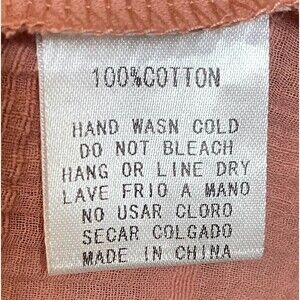 100%COTTON
HAND WASN COLD
DO NOT BLEACH
HANG OR LINE DRY
LAVE FRIO A MANO
NO USAR CLORO
SECAR COLGADO
MADE IN CHINA